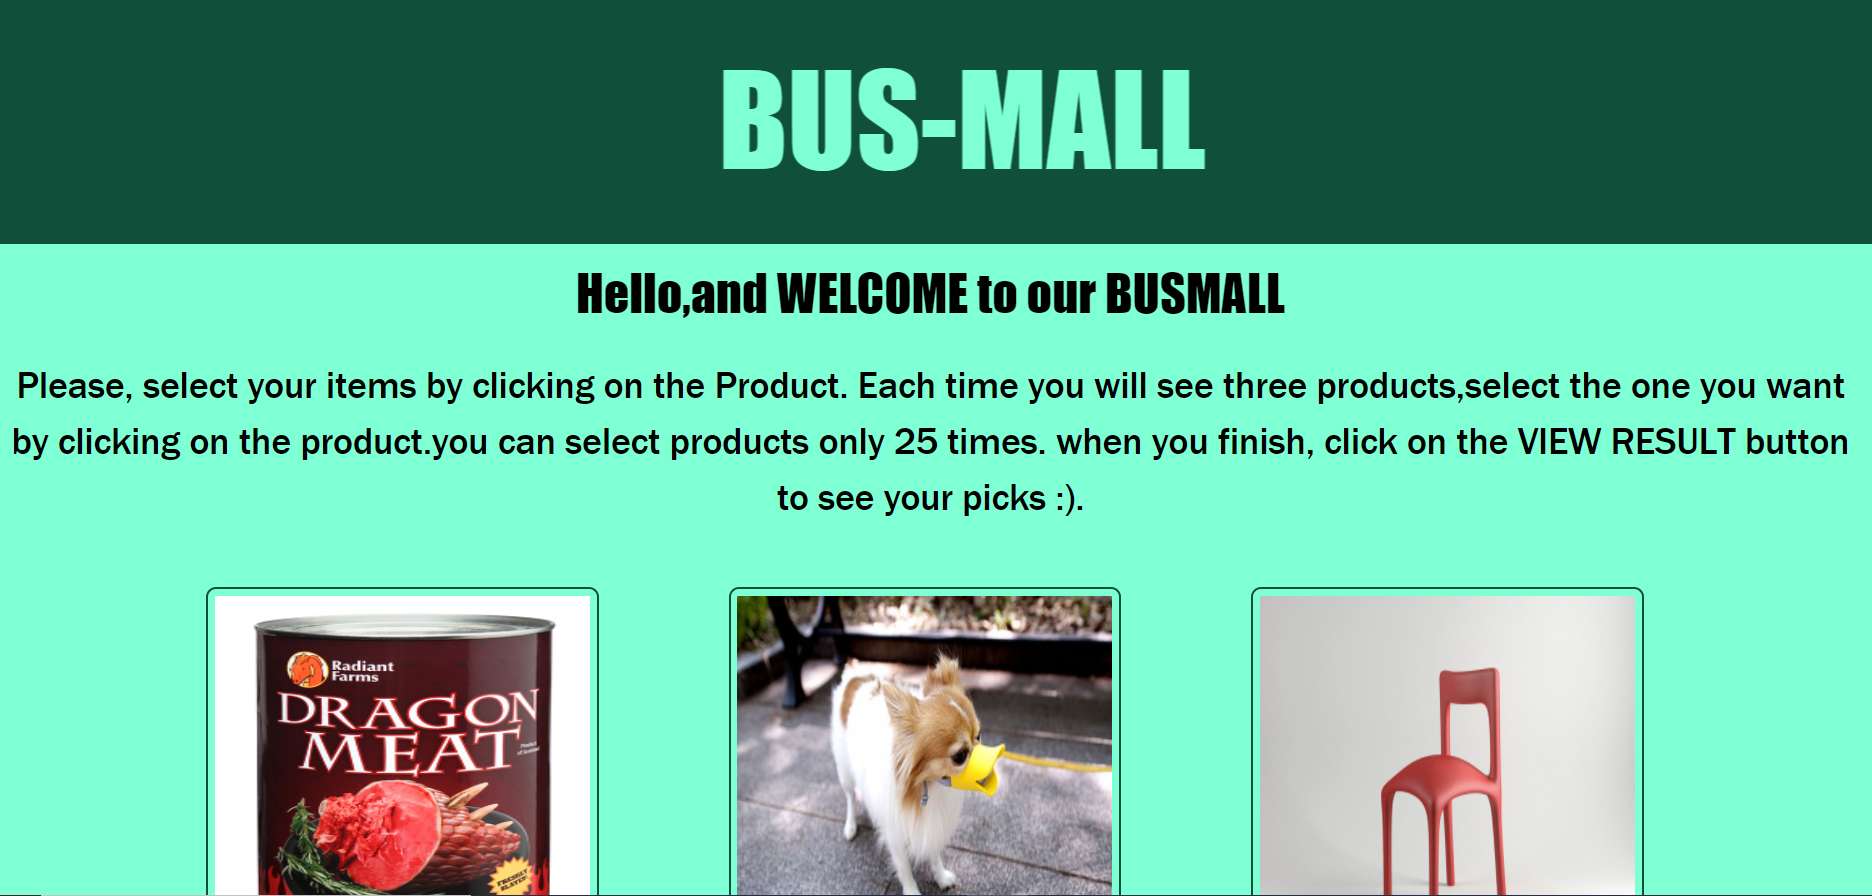 BUS-MALL
Hello,and WELCOME to our BUSMALL
Please, select your items by clicking on the Product. Each time you will see three products,select the one you want
by clicking on the product.you can select products only 25 times. when you finish, click on the VIEW RESULT button
to see your picks :).
Radiant
Farms
DRAGON
MEAT